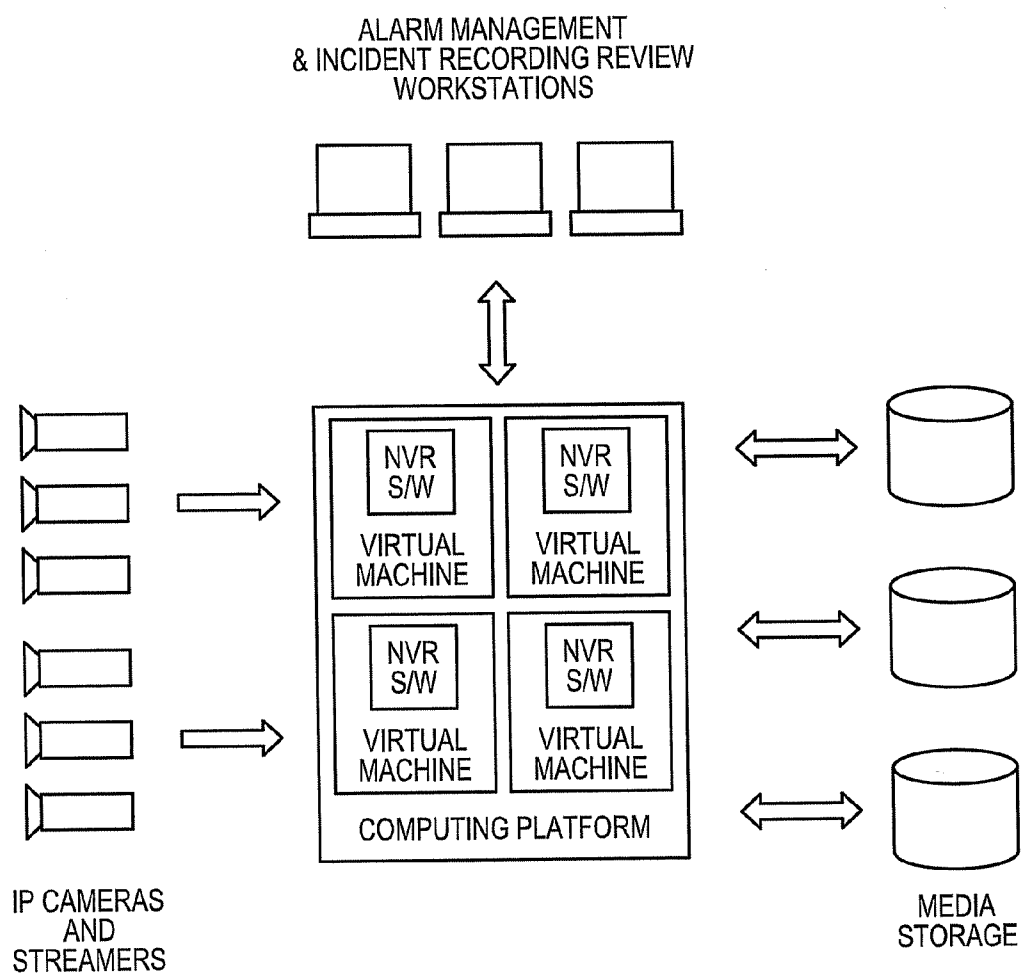 ALARM MANAGEMENT
& INCIDENT RECORDING REVIEW
WORKSTATIONS
NVR
S/W
VIRTUAL
MACHINE
NVR
S/W
VIRTUAL
MACHINE
NVR
S/W
VIRTUAL
MACHINE
NVR
S/W
VIRTUAL
MACHINE
COMPUTING PLATFORM
IP CAMERAS
AND
STREAMERS
MEDIA
STORAGE